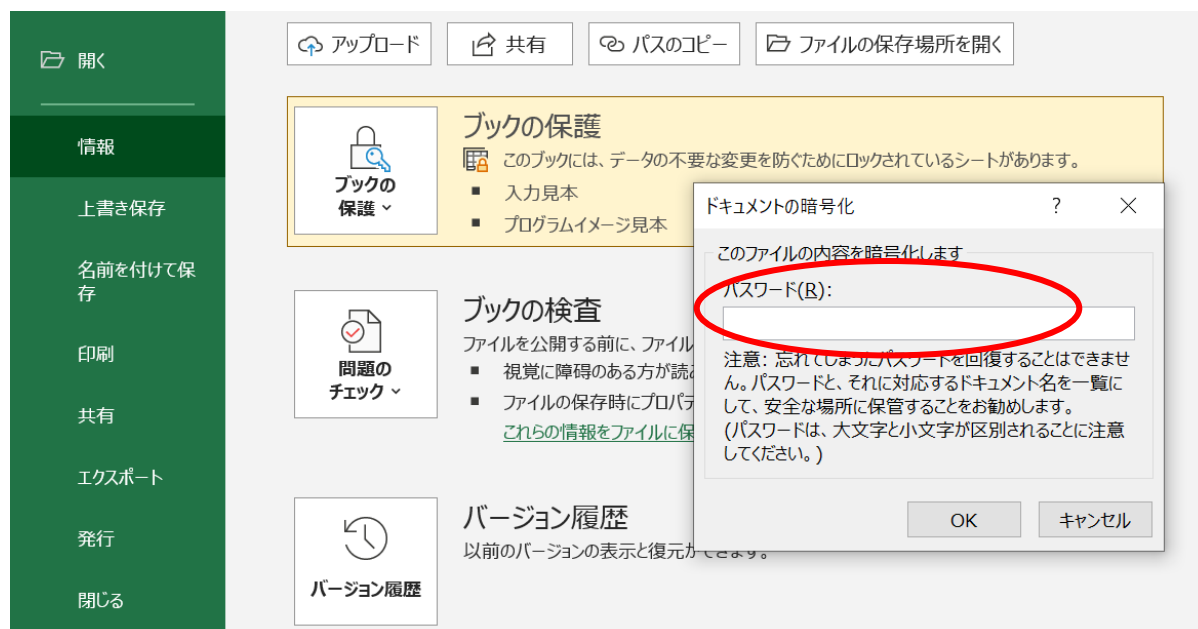 開く
情報
上書き保存
名前を付けて保
存
印刷
共有
エクスポート
発行
閉じる
アップロード
共有
パスのコピー
ファイルの保存場所を開く
ブックの
保護
ブックの保護
このブックには、データの不要な変更を防ぐためにロックされているシートがあります。
■ 入力見本
■ プログラムイメージ見本
問題の
チェック
ブックの検査
ファイルを公開する前に、ファイル
■ 視覚に障碍のある方が読
■ ファイルの保存時にプロパテ
これらの情報をファイルに保
バージョン履歴
バージョン履歴
以前のバージョンの表示と復元ができます。
ドキュメントの暗号化
?
このファイルの内容を暗号化します
パスワード(R):
注意: 忘れてしまったパスワードを回復することはできませ
ん。パスワードと、それに対応するドキュメント名を一覧に
して、安全な場所に保管することをお勧めします。
(パスワードは、大文字と小文字が区別されることに注意
してください。)
OK
キャンセル